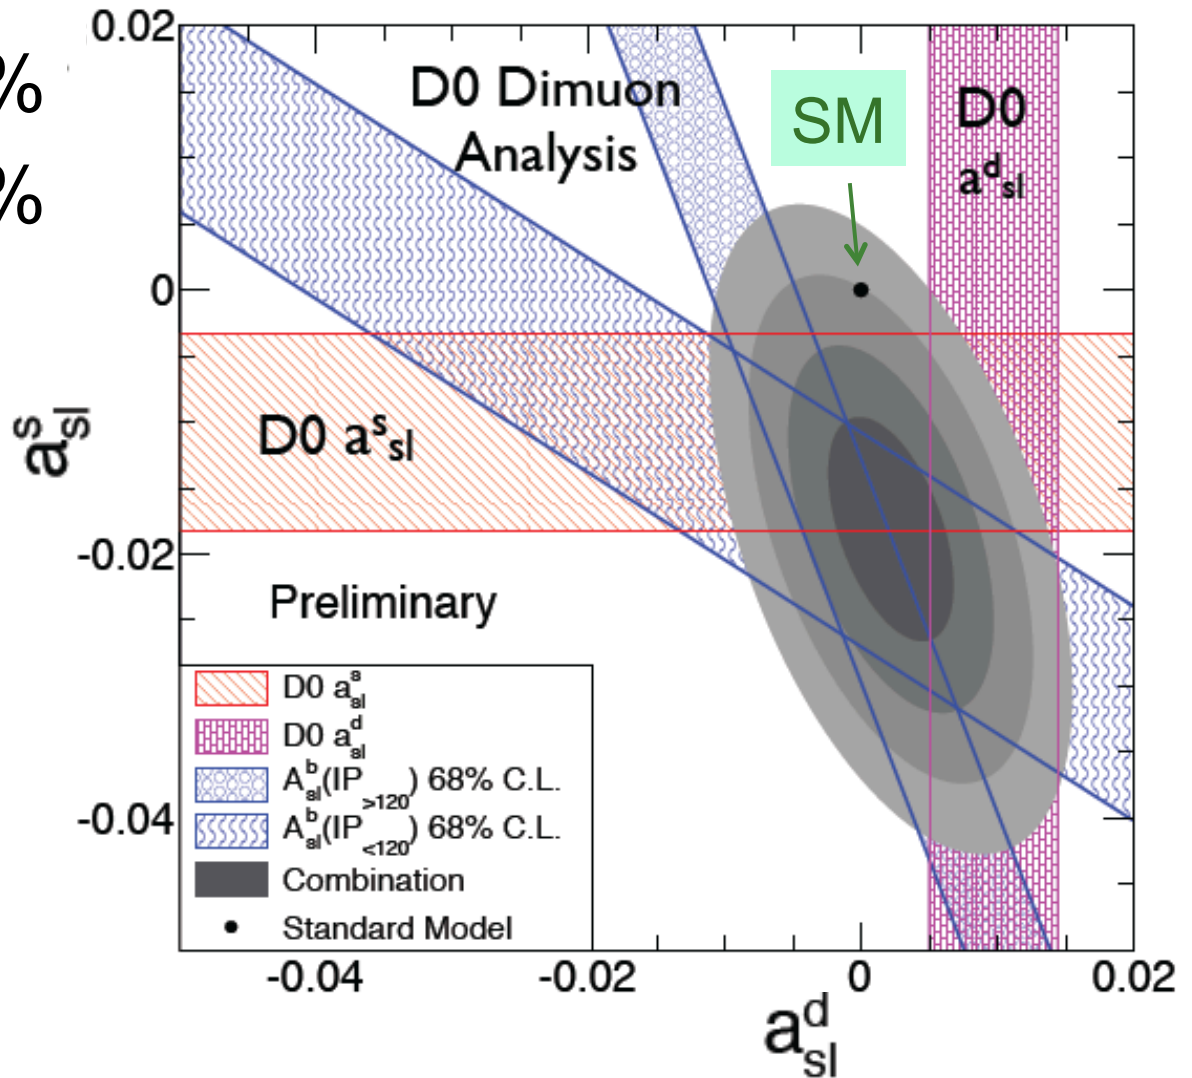 %
%
0.02
0
-0.02
-0.04
a^s_sl
D0 Dimuon
Analysis
SM
D0
a^d_sl
D0 a^s_sl
Preliminary
D0 a^s_sl
D0 a^d_sl
A^b_sl(IP_>120) 68% C.L.
A^b_sl(IP_<120) 68% C.L.
Combination
Standard Model
-0.04
-0.02
0
0.02
a^d_sl